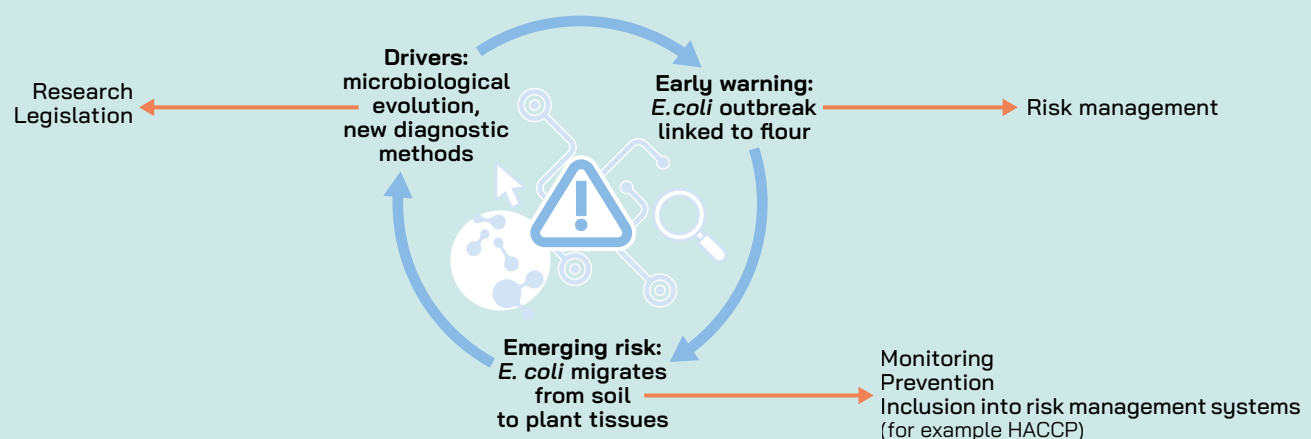 Research
Legislation
Drivers:
microbiological
evolution,
new diagnostic
methods
Early warning:
E.coli outbreak
linked to flour
Risk management
Emerging risk:
E. coli migrates
from soil
to plant tissues
Monitoring
Prevention
Inclusion into risk management systems
(for example HACCP)